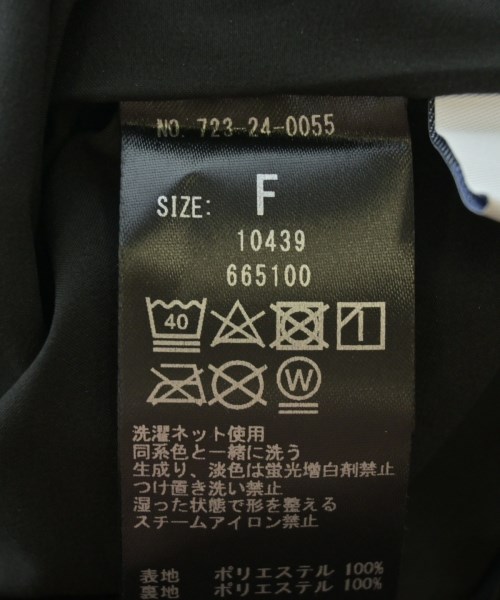 NO. 723-24-0055
SIZE: F
10439
665100
40
W
洗濯ネット使用
同系色と一緒に洗う
生成り、淡色は蛍光増白剤禁止
つけ置き洗い禁止
湿った状態で形を整える
スチームアイロン禁止
表地 ポリエステル 100%
裏地 ポリエステル 100%